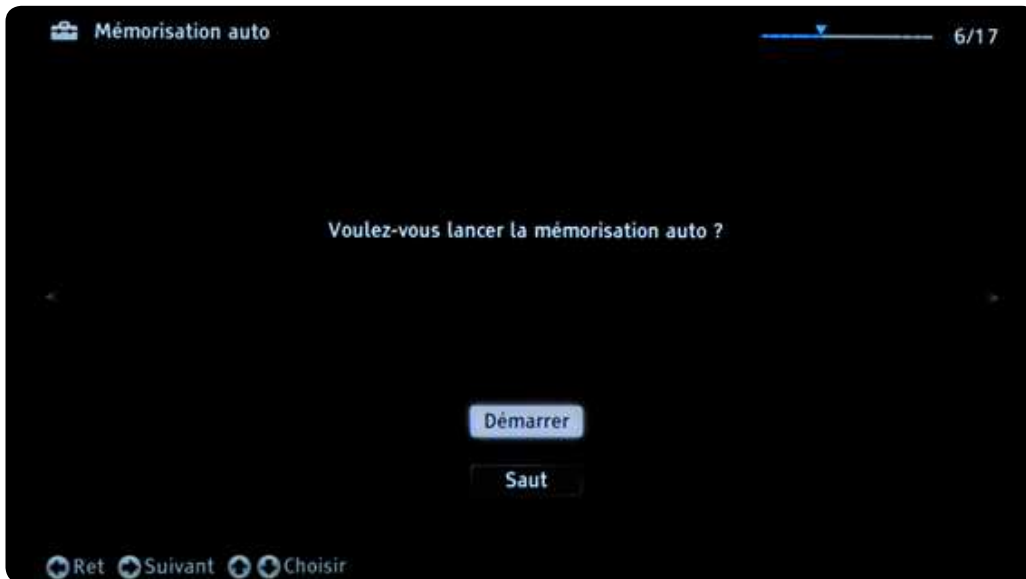 Mémorisation auto
6/17
Voulez-vous lancer la mémorisation auto ?
Démarrer
Saut
Ret Suivant Choisir